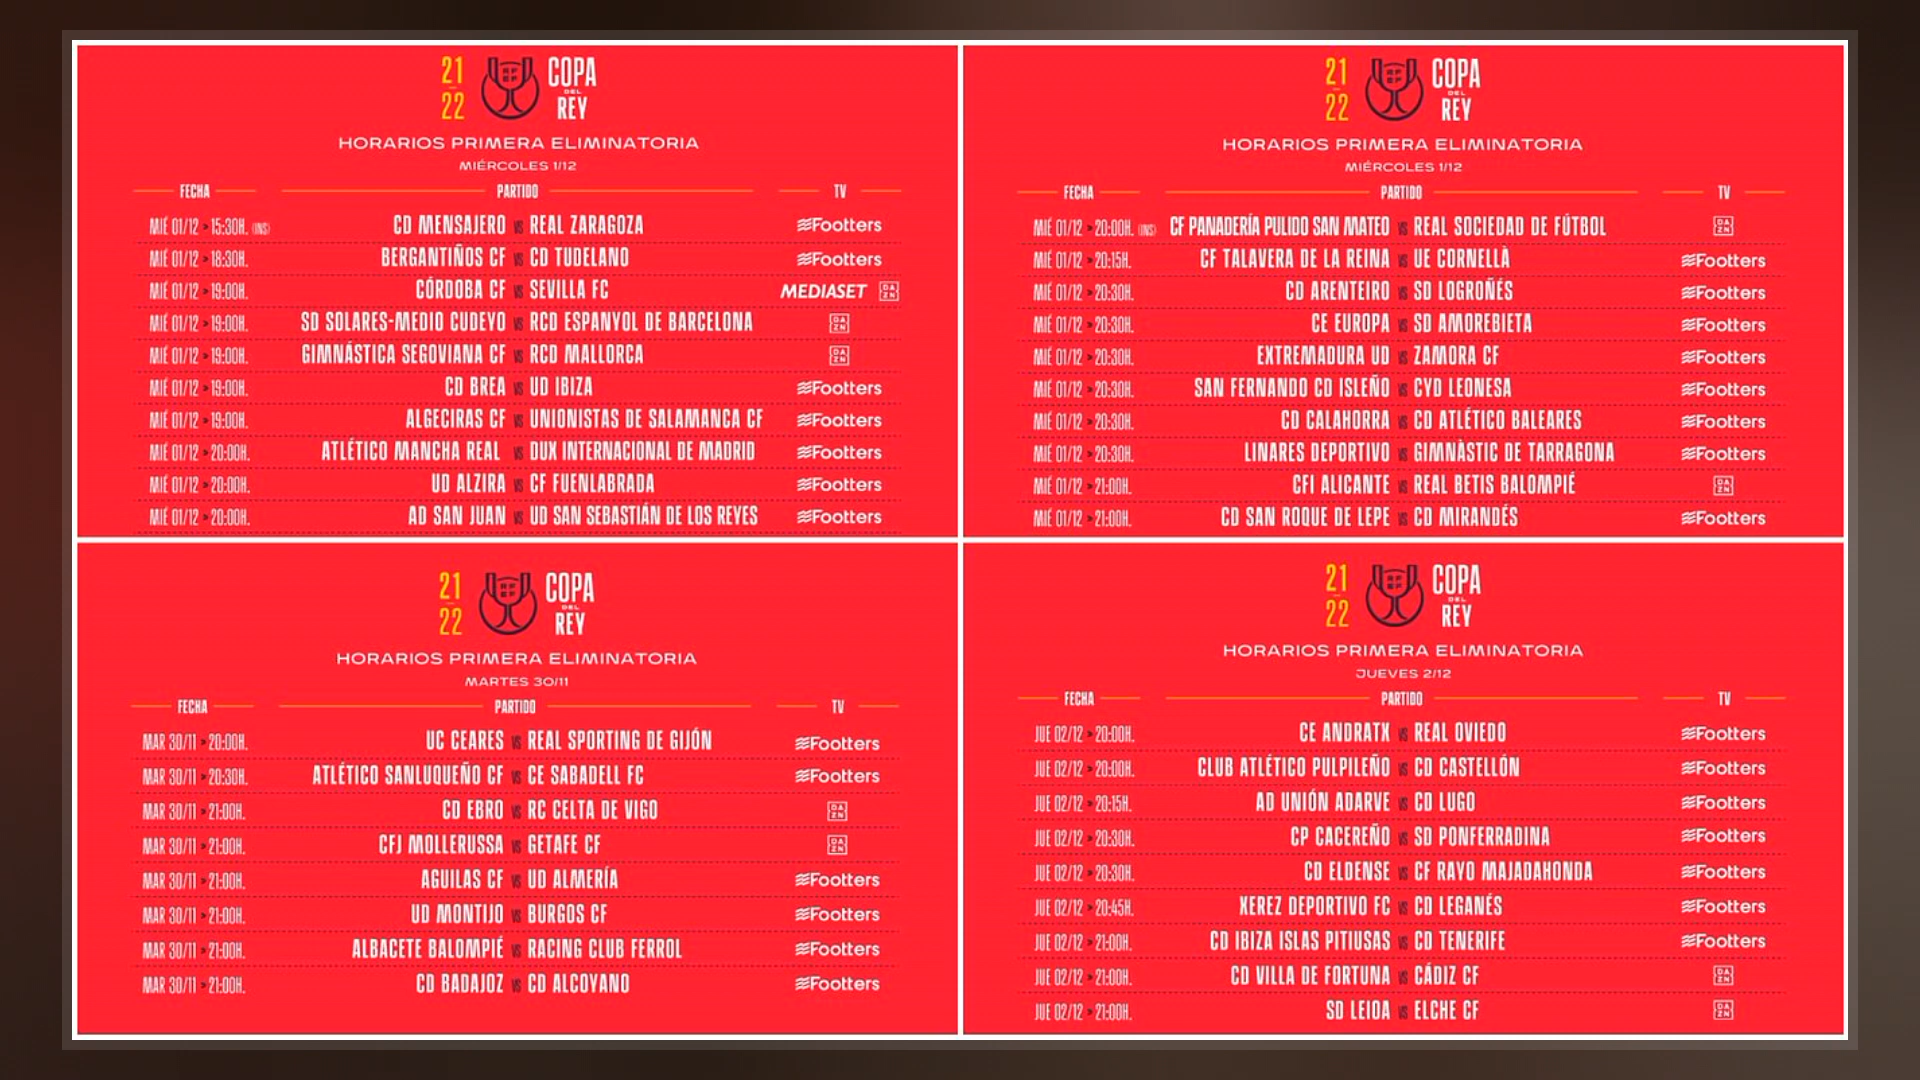 21 22 COPA DEL REY
HORARIOS PRIMERA ELIMINATORIA
MIÉRCOLES 1/12
FECHA PARTIDO TV
MIÉ 01/12 > 15:30H. (INS) CD MENSAJERO VS REAL ZARAGOZA Footters
MIÉ 01/12 > 18:30H. BERGANTIÑOS CF VS CD TUDELANO Footters
MIÉ 01/12 > 19:00H. CÓRDOBA CF VS SEVILLA FC MEDIASET DAZN
MIÉ 01/12 > 19:00H. SD SOLARES-MEDIO CUDEYO VS RCD ESPANYOL DE BARCELONA DAZN
MIÉ 01/12 > 19:00H. GIMNÁSTICA SEGOVIANA CF VS RCD MALLORCA DAZN
MIÉ 01/12 > 19:00H. CD BREA VS UD IBIZA Footters
MIÉ 01/12 > 19:00H. ALGECIRAS CF VS UNIONISTAS DE SALAMANCA CF Footters
MIÉ 01/12 > 20:00H. ATLÉTICO MANCHA REAL VS DUX INTERNACIONAL DE MADRID Footters
MIÉ 01/12 > 20:00H. UD ALZIRA VS CF FUENLABRADA Footters
MIÉ 01/12 > 20:00H. AD SAN JUAN VS UD SAN SEBASTIÁN DE LOS REYES Footters
21 22 COPA DEL REY
HORARIOS PRIMERA ELIMINATORIA
MIÉRCOLES 1/12
FECHA PARTIDO TV
MIÉ 01/12 > 20:00H. (INS) CF PANADERÍA PULIDO SAN MATEO VS REAL SOCIEDAD DE FÚTBOL DAZN
MIÉ 01/12 > 20:15H. CF TALAVERA DE LA REINA VS UE CORNELLÀ Footters
MIÉ 01/12 > 20:30H. CD ARENTEIRO VS SD LOGROÑÉS Footters
MIÉ 01/12 > 20:30H. CE EUROPA VS SD AMOREBIETA Footters
MIÉ 01/12 > 20:30H. EXTREMADURA UD VS ZAMORA CF Footters
MIÉ 01/12 > 20:30H. SAN FERNANDO CD ISLEÑO VS CYD LEONESA Footters
MIÉ 01/12 > 20:30H. CD CALAHORRA VS CD ATLÉTICO BALEARES Footters
MIÉ 01/12 > 20:30H. LINARES DEPORTIVO VS GIMNÀSTIC DE TARRAGONA Footters
MIÉ 01/12 > 21:00H. CFI ALICANTE VS REAL BETIS BALOMPIÉ DAZN
MIÉ 01/12 > 21:00H. CD SAN ROQUE DE LEPE VS CD MIRANDÉS Footters
21 22 COPA DEL REY
HORARIOS PRIMERA ELIMINATORIA
MARTES 30/11
FECHA PARTIDO TV
MAR 30/11 > 20:00H. UC CEARES VS REAL SPORTING DE GIJÓN Footters
MAR 30/11 > 20:30H. ATLÉTICO SANLUQUEÑO CF VS CE SABADELL FC Footters
MAR 30/11 > 21:00H. CD EBRO VS RC CELTA DE VIGO DAZN
MAR 30/11 > 21:00H. CFJ MOLLERUSSA VS GETAFE CF DAZN
MAR 30/11 > 21:00H. AGUILAS CF VS UD ALMERÍA Footters
MAR 30/11 > 21:00H. UD MONTIJO VS BURGOS CF Footters
MAR 30/11 > 21:00H. ALBACETE BALOMPIÉ VS RACING CLUB FERROL Footters
MAR 30/11 > 21:00H. CD BADAJOZ VS CD ALCOYANO Footters
21 22 COPA DEL REY
HORARIOS PRIMERA ELIMINATORIA
JUEVES 2/12
FECHA PARTIDO TV
JUE 02/12 > 20:00H. CE ANDRATX VS REAL OVIEDO Footters
JUE 02/12 > 20:00H. CLUB ATLÉTICO PULPILEÑO VS CD CASTELLÓN Footters
JUE 02/12 > 20:15H. AD UNIÓN ADARVE VS CD LUGO Footters
JUE 02/12 > 20:30H. CP CACEREÑO VS SD PONFERRADINA Footters
JUE 02/12 > 20:30H. CD ELDENSE VS CF RAYO MAJADAHONDA Footters
JUE 02/12 > 20:45H. XEREZ DEPORTIVO FC VS CD LEGANÉS Footters
JUE 02/12 > 21:00H. CD IBIZA ISLAS PITIUSAS VS CD TENERIFE Footters
JUE 02/12 > 21:00H. CD VILLA DE FORTUNA VS CÁDIZ CF DAZN
JUE 02/12 > 21:00H. SD LEIOA VS ELCHE CF DAZN